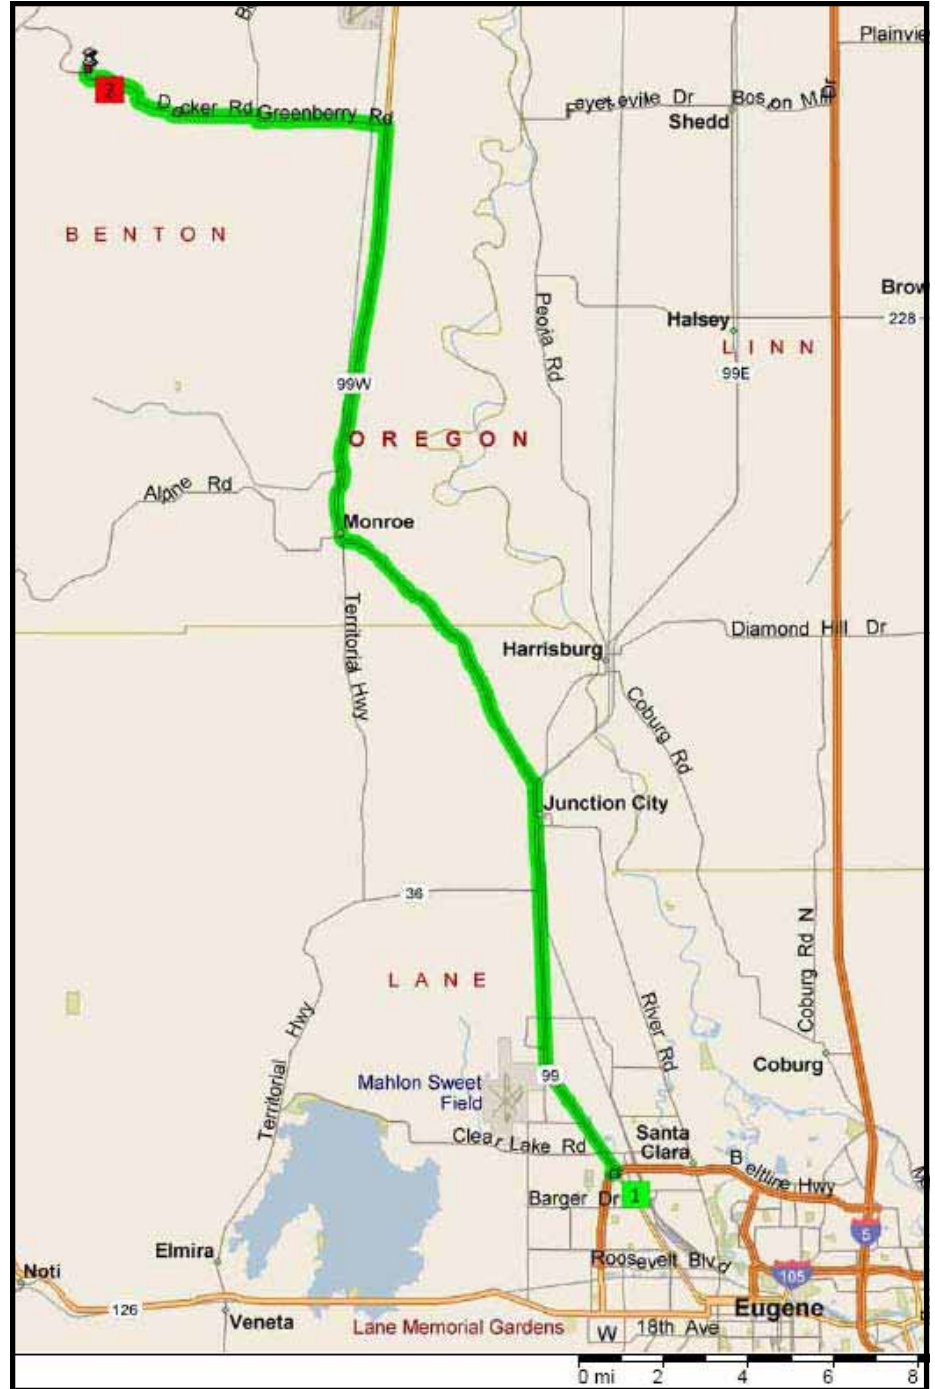 Plainvie
Dr
2
Decker Rd
Greenberry Rd
Fayetteville Dr
Boston Mill
Shedd
BENTON
Peoria Rd
Brow
Halsey
228
LINN
99E
99W
OREGON
Alpine Rd
Monroe
Territorial Hwy
Diamond Hill Dr
Harrisburg
Coburg Rd
Junction City
36
Coburg Rd N
LANE
River Rd
Territorial Hwy
Coburg
99
Mahlon Sweet
Field
Clear Lake Rd
Santa
Clara
Beltline Hwy
Barger Dr
1
5
Elmira
Roosevelt Blvd
Noti
105
126
Eugene
Veneta
Lane Memorial Gardens
W 18th Ave
0 mi 2 4 6 8